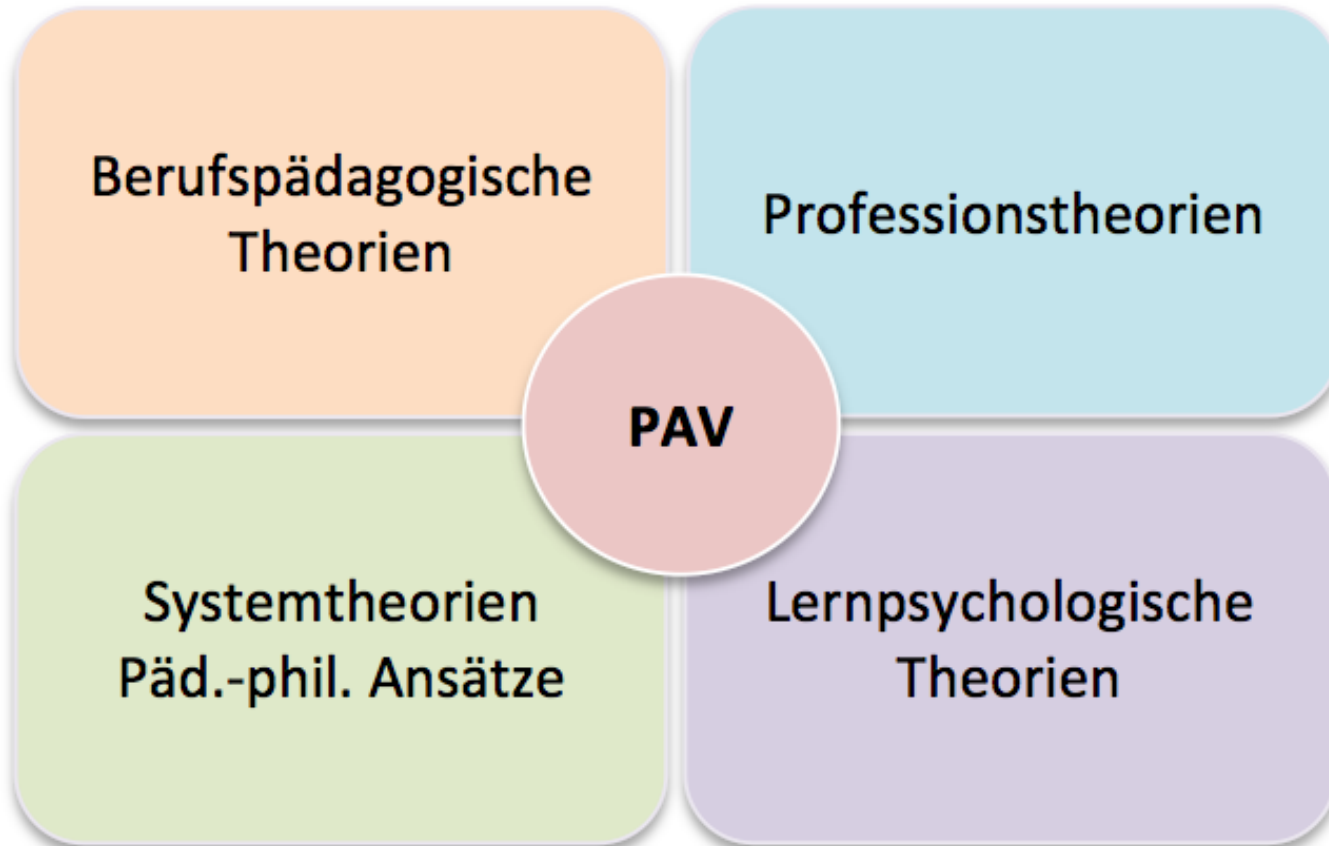 Berufspädagogische
Theorien
Professionstheorien
PAV
Systemtheorien
Päd.-phil. Ansätze
Lernpsychologische
Theorien